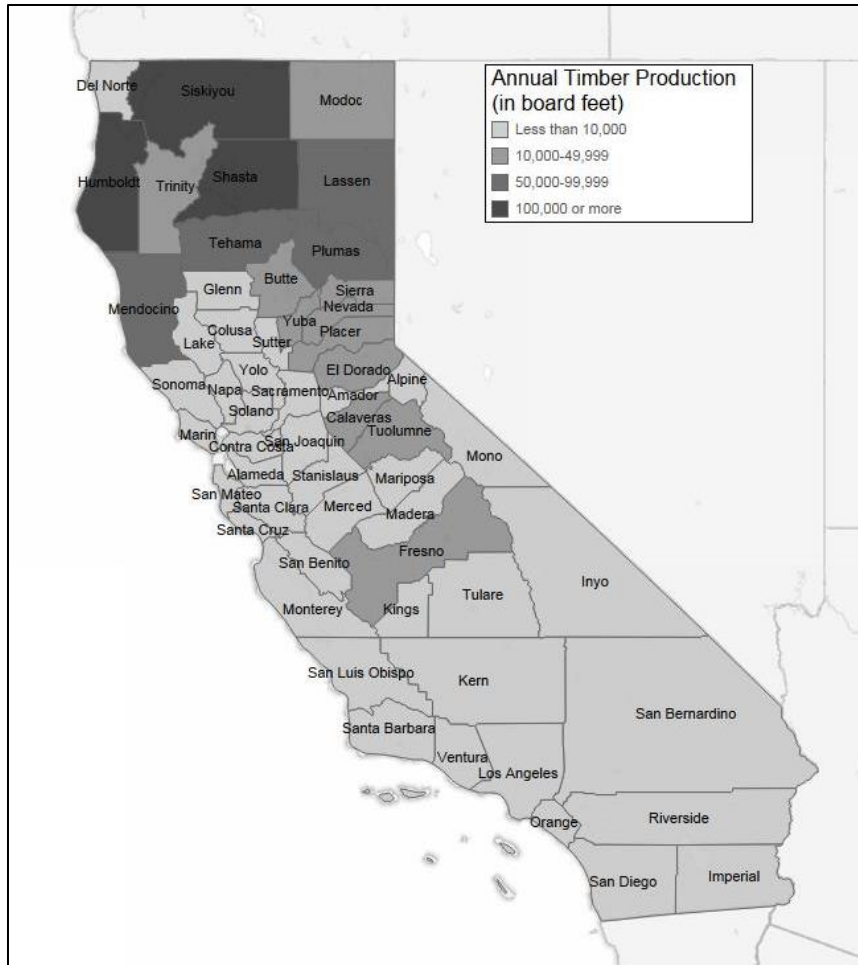 Annual Timber Production
(in board feet)
Less than 10,000
10,000-49,999
50,000-99,999
100,000 or more
Del Norte
Siskiyou
Modoc
Humboldt
Trinity
Shasta
Lassen
Tehama
Plumas
Mendocino
Glenn
Butte
Sierra
Nevada
Yuba
Placer
Colusa
Lake
Sutter
Yolo
El Dorado
Alpine
Sonoma
Napa
Sacramento
Amador
Solano
Calaveras
Tuolumne
Marin
Contra Costa
San Joaquin
Mono
Alameda
Stanislaus
Mariposa
San Mateo
Santa Clara
Merced
Madera
Santa Cruz
Fresno
San Benito
Inyo
Tulare
Monterey
Kings
San Luis Obispo
Kern
San Bernardino
Santa Barbara
Ventura
Los Angeles
Orange
Riverside
San Diego
Imperial